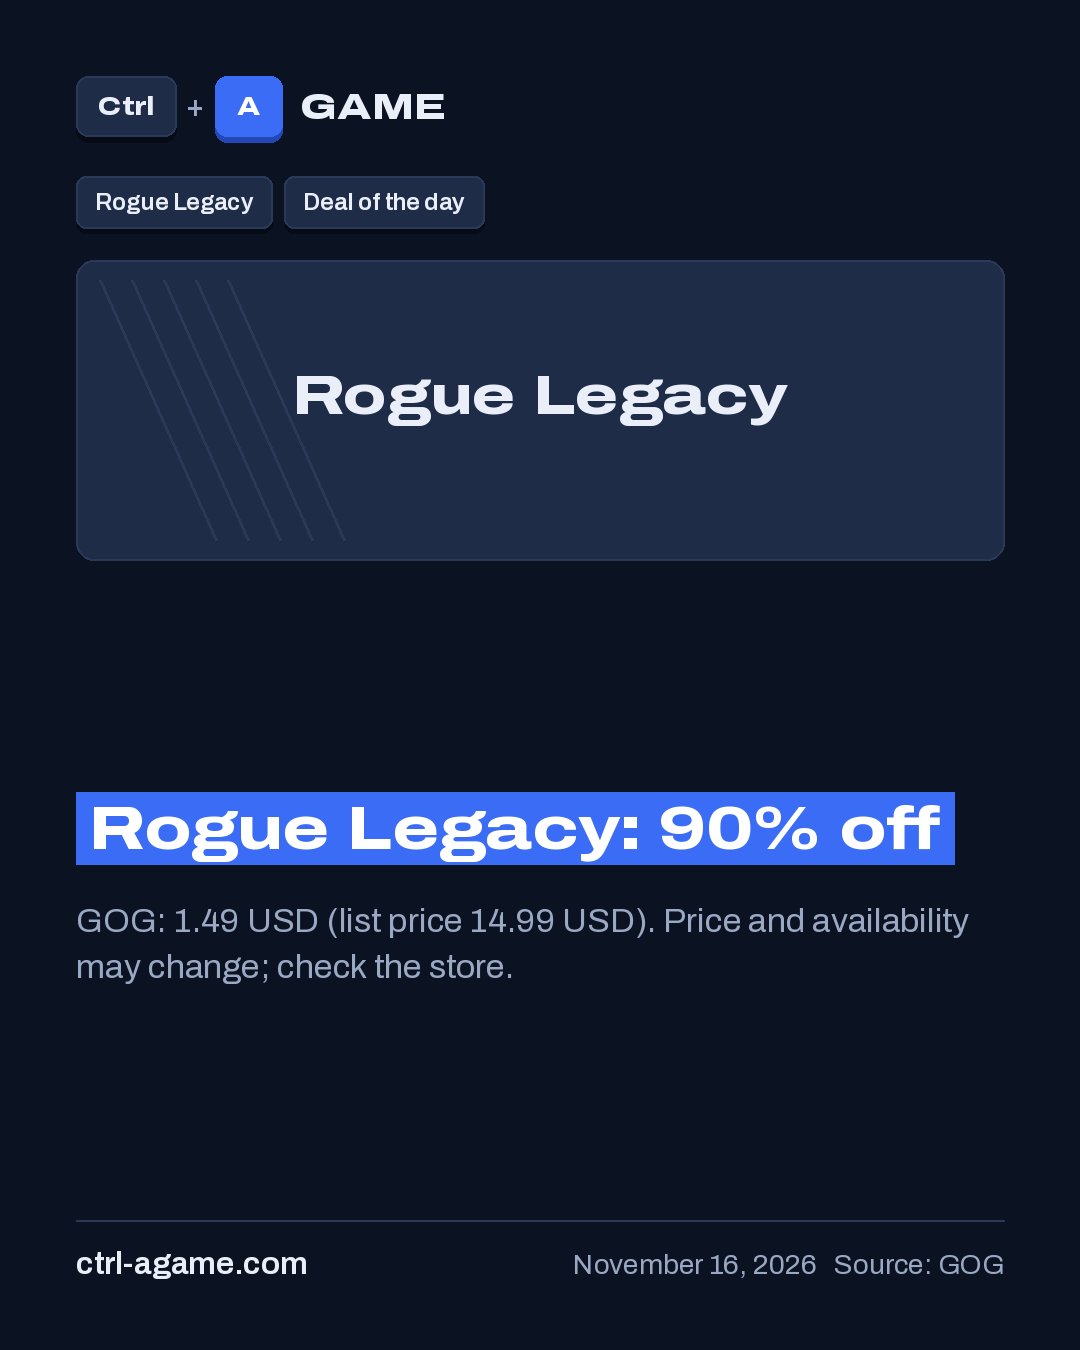 Ctrl + A GAME
Rogue Legacy Deal of the day
Rogue Legacy
Rogue Legacy: 90% off
GOG: 1.49 USD (list price 14.99 USD). Price and availability
may change; check the store.
ctrl-agame.com November 16, 2026 Source: GOG